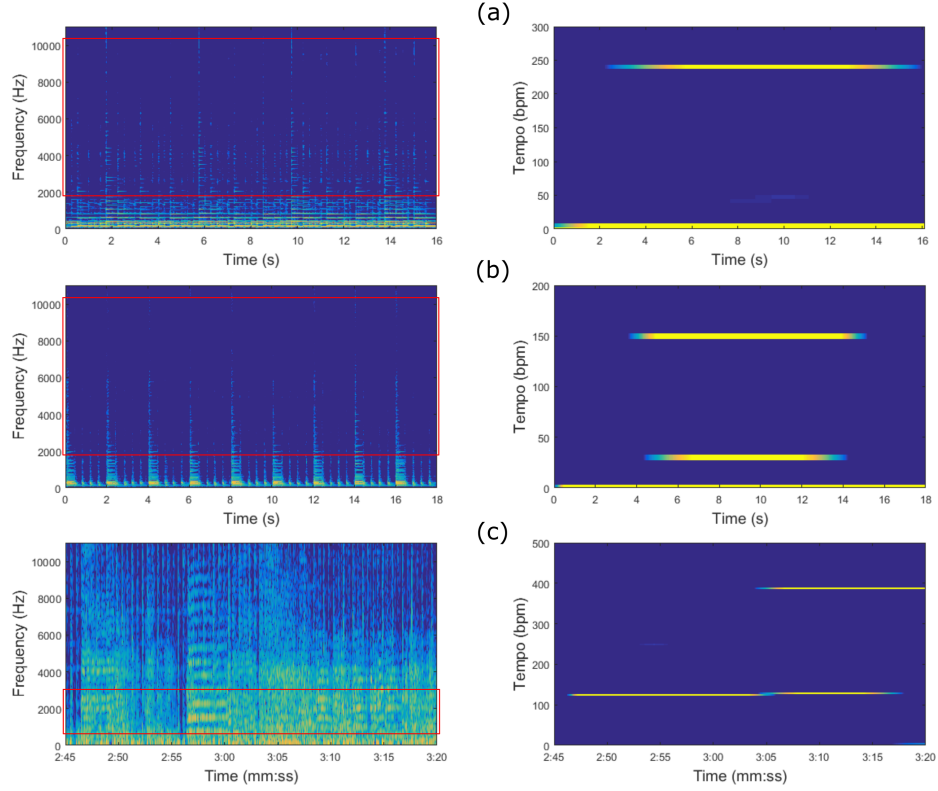 (a)
Frequency (Hz)
10000
8000
6000
4000
2000
0
0 2 4 6 8 10 12 14 16
Time (s)
Tempo (bpm)
300
250
200
150
100
50
0
0 2 4 6 8 10 12 14 16
Time (s)
(b)
Frequency (Hz)
10000
8000
6000
4000
2000
0
0 2 4 6 8 10 12 14 16 18
Time (s)
Tempo (bpm)
200
150
100
50
0
0 2 4 6 8 10 12 14 16 18
Time (s)
(c)
Frequency (Hz)
10000
8000
6000
4000
2000
0
2:45 2:50 2:55 3:00 3:05 3:10 3:15 3:20
Time (mm:ss)
Tempo (bpm)
500
400
300
200
100
0
2:45 2:50 2:55 3:00 3:05 3:10 3:15 3:20
Time (mm:ss)